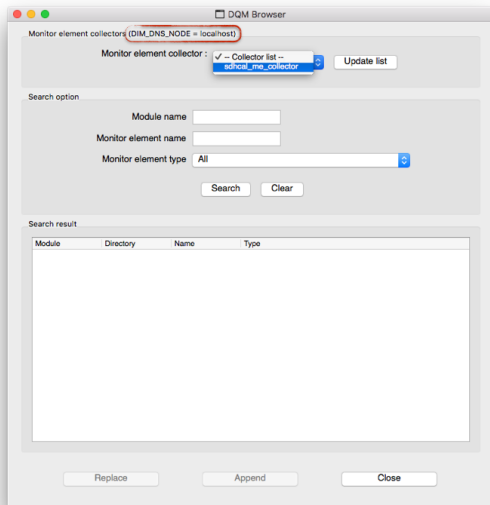 DQM Browser
Monitor element collectors (DIM_DNS_NODE = localhost)
Monitor element collector :
✓ -- Collector list --
sdhcal_me_collector
Update list
Search option
Module name
Monitor element name
Monitor element type
All
Search
Clear
Search result
Module Directory Name Type
Replace
Append
Close